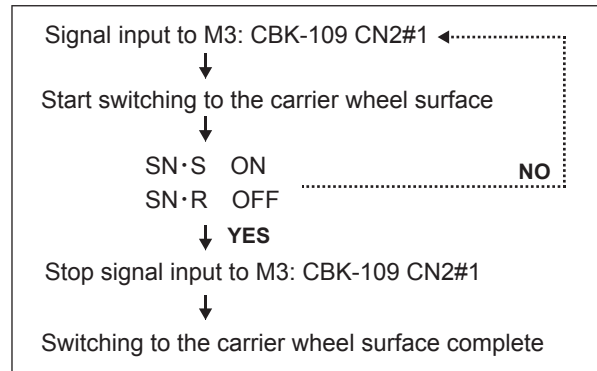 Signal input to M3: CBK-109 CN2#1
Start switching to the carrier wheel surface
SN·S ON
SN·R OFF
NO
YES
Stop signal input to M3: CBK-109 CN2#1
Switching to the carrier wheel surface complete